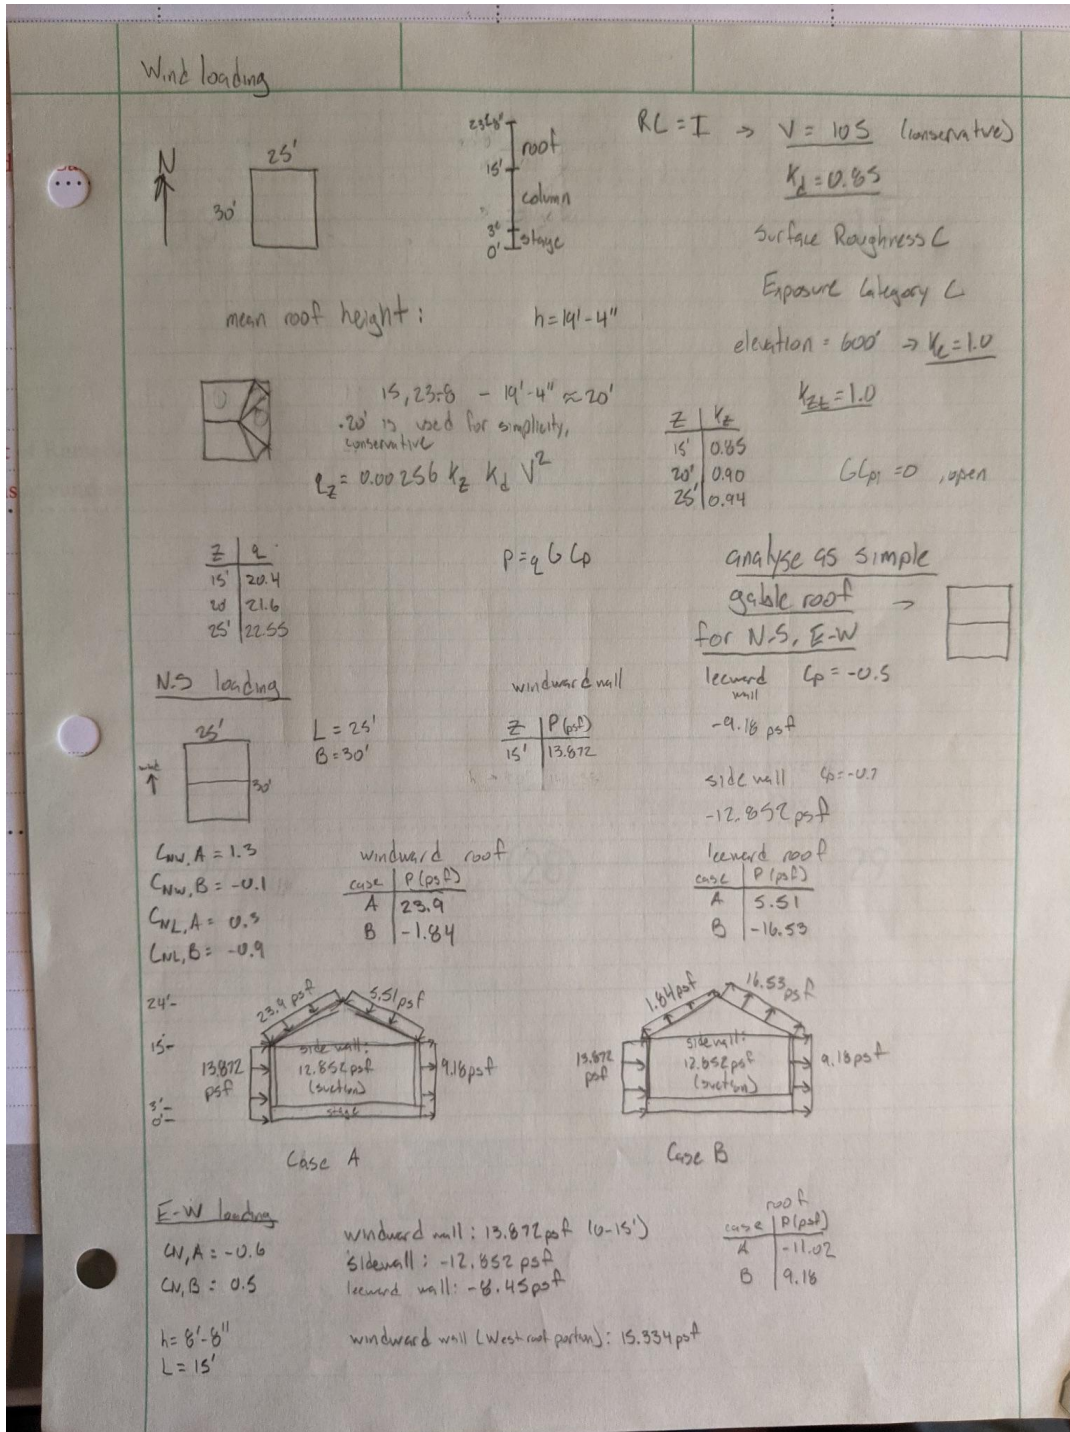 Wind loading
N
25'
30'
23'-8"
roof
15'
column
3'
stage
0'
RC = I → V = 105 (conservative)
Kd = 0.85
Surface Roughness C
Exposure Category C
elevation = 600' → Ke = 1.0
Kzt = 1.0
mean roof height: h = 19'-4"
15, 23.8 - 19'-4" ≈ 20'
·20' is used for simplicity,
conservative
qz = 0.00256 Kz Kd V²
Z | Kz
15' | 0.85
20' | 0.90
25' | 0.94
GCpi = 0, open
Z | q
15' | 20.4
20' | 21.6
25' | 22.55
P = q G Cp
analyse as simple
gable roof →
for N-S, E-W
N-S loading
25'
wind
30'
L = 25'
B = 30'
windward wall
Z | P (psf)
15' | 13.872
leeward Cp = -0.5
wall
-9.18 psf
side wall Cp = -0.7
-12.852 psf
CNW, A = 1.3
CNW, B = -0.1
CNL, A = 0.3
CNL, B = -0.9
windward roof
case | P (psf)
A | 23.9
B | -1.84
leeward roof
case | P (psf)
A | 5.51
B | -16.53
24'-
15'-
3'-
0'-
23.9 psf
5.51 psf
13.872
psf
side wall:
12.852 psf
(suction)
9.18 psf
stage
Case A
1.84 psf
16.53 psf
13.872
psf
side wall:
12.852 psf
(suction)
9.18 psf
Case B
E-W loading
CN, A = -0.6
CN, B = 0.5
h = 8'-8"
L = 15'
windward wall: 13.872 psf (0-15')
sidewall: -12.852 psf
leeward wall: -8.45 psf
windward wall (West roof portion): 15.334 psf
roof
case | P (psf)
A | -11.02
B | 9.18